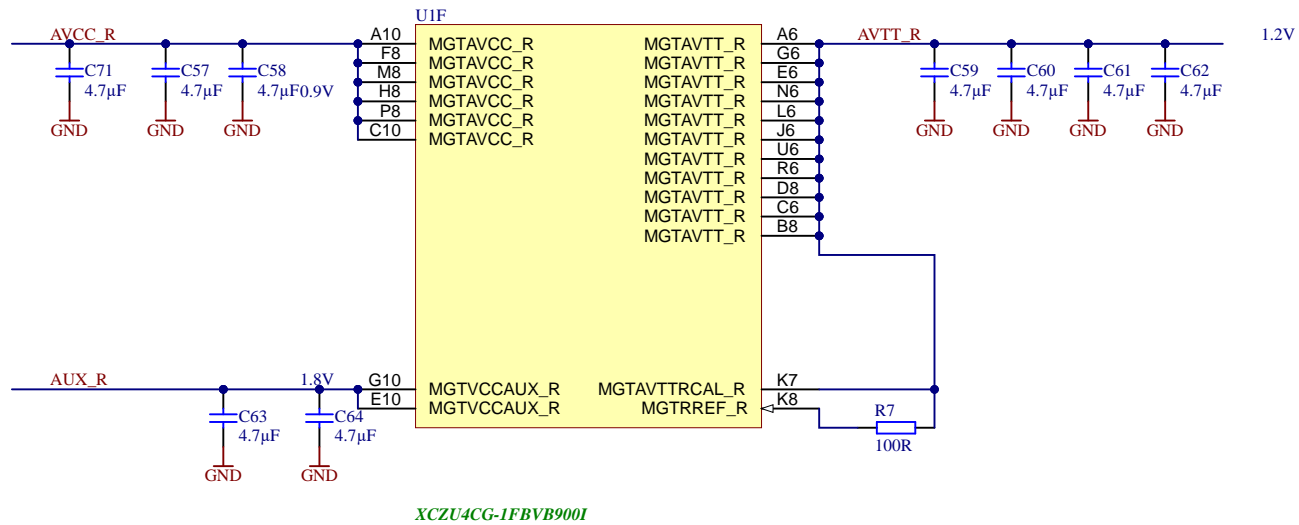 U1F
AVCC_R
A10
MGTAVCC_R
F8
MGTAVCC_R
M8
MGTAVCC_R
H8
MGTAVCC_R
P8
MGTAVCC_R
C10
MGTAVCC_R
C71
4.7µF
GND
C57
4.7µF
GND
C58
4.7µF
0.9V
GND
MGTAVTT_R
A6
MGTAVTT_R
G6
MGTAVTT_R
E6
MGTAVTT_R
N6
MGTAVTT_R
L6
MGTAVTT_R
J6
MGTAVTT_R
U6
MGTAVTT_R
R6
MGTAVTT_R
D8
MGTAVTT_R
C6
MGTAVTT_R
B8
AVTT_R
1.2V
C59
4.7µF
GND
C60
4.7µF
GND
C61
4.7µF
GND
C62
4.7µF
GND
AUX_R
1.8V
G10
MGTVCCAUX_R
E10
MGTVCCAUX_R
C63
4.7µF
GND
C64
4.7µF
GND
MGTAVTTRCAL_R
K7
MGTRREF_R
K8
R7
100R
XCZU4CG-1FBVB900I